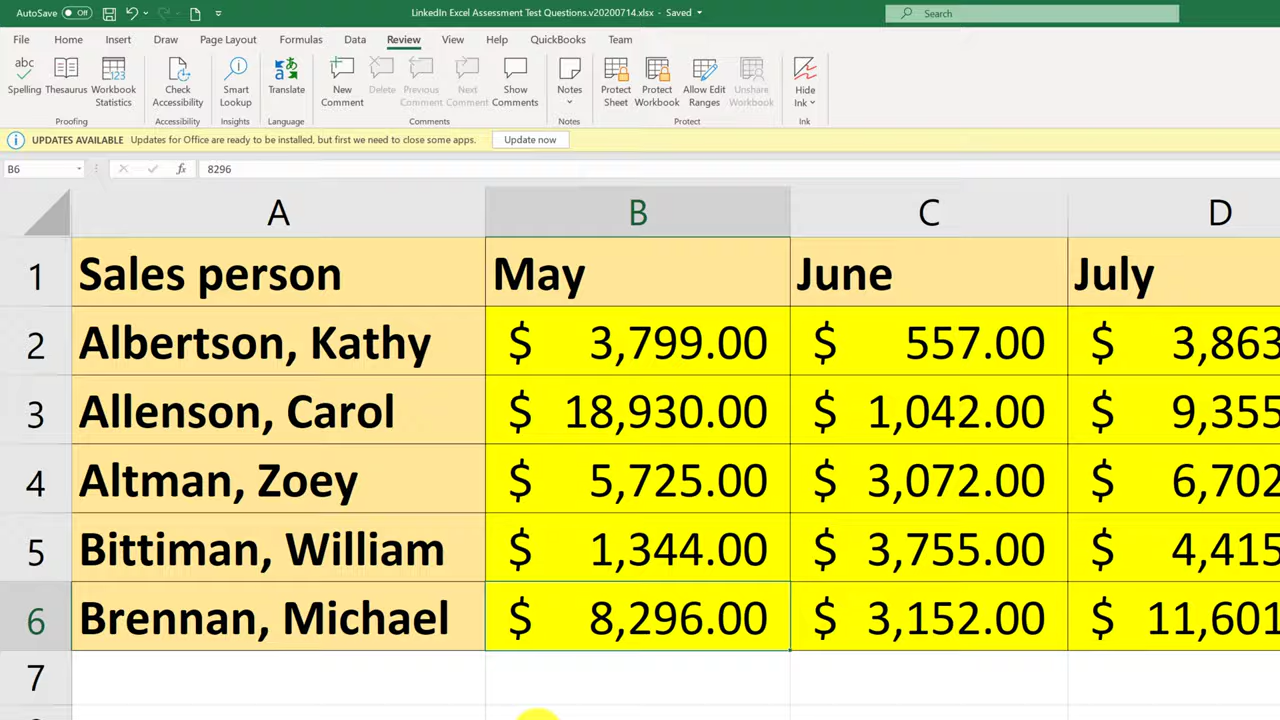 AutoSave Off LinkedIn Excel Assessment Test Questions.v20200714.xlsx - Saved Search
File Home Insert Draw Page Layout Formulas Data Review View Help QuickBooks Team
abc Spelling Thesaurus 123 Workbook Statistics Check Accessibility Smart Lookup Translate New Comment Delete Previous Comment Next Comment Show Comments Notes Protect Sheet Protect Workbook Allow Edit Ranges Unshare Workbook Hide Ink
Proofing Accessibility Insights Language Comments Notes Protect Ink
UPDATES AVAILABLE Updates for Office are ready to be installed, but first we need to close some apps. Update now
B6 fx 8296
A B C D
1 Sales person May June July
2 Albertson, Kathy $ 3,799.00 $ 557.00 $ 3,863
3 Allenson, Carol $ 18,930.00 $ 1,042.00 $ 9,355
4 Altman, Zoey $ 5,725.00 $ 3,072.00 $ 6,702
5 Bittiman, William $ 1,344.00 $ 3,755.00 $ 4,415
6 Brennan, Michael $ 8,296.00 $ 3,152.00 $ 11,601
7